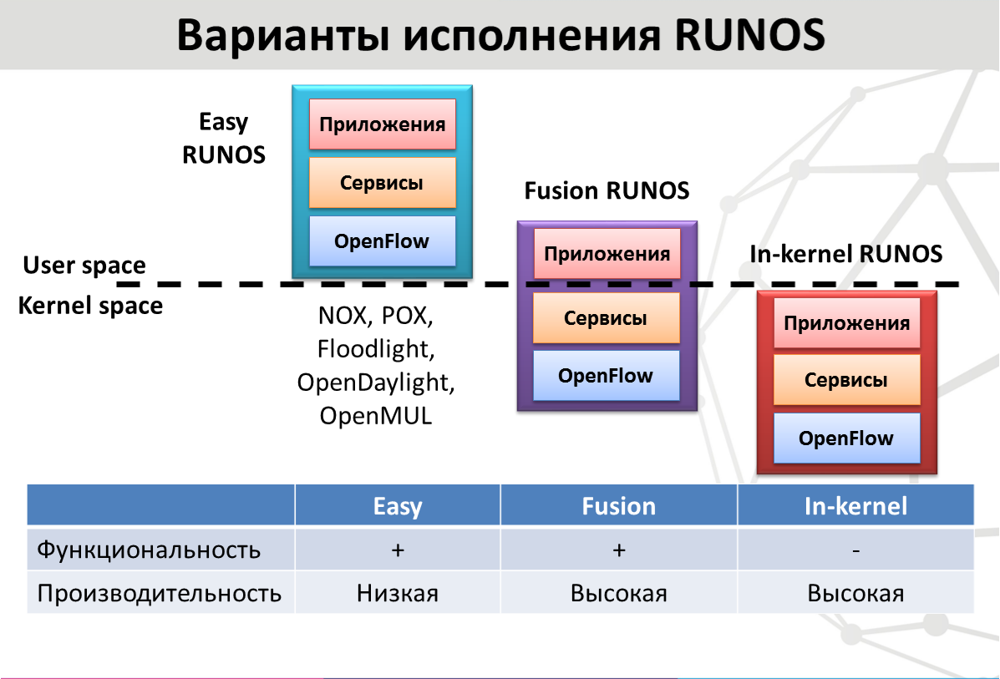 Варианты исполнения RUNOS
Easy
RUNOS
Приложения
Сервисы
OpenFlow
Fusion RUNOS
Приложения
Сервисы
OpenFlow
In-kernel RUNOS
Приложения
Сервисы
OpenFlow
User space
Kernel space
NOX, POX,
Floodlight,
OpenDaylight,
OpenMUL
Easy Fusion In-kernel
Функциональность + + -
Производительность Низкая Высокая Высокая